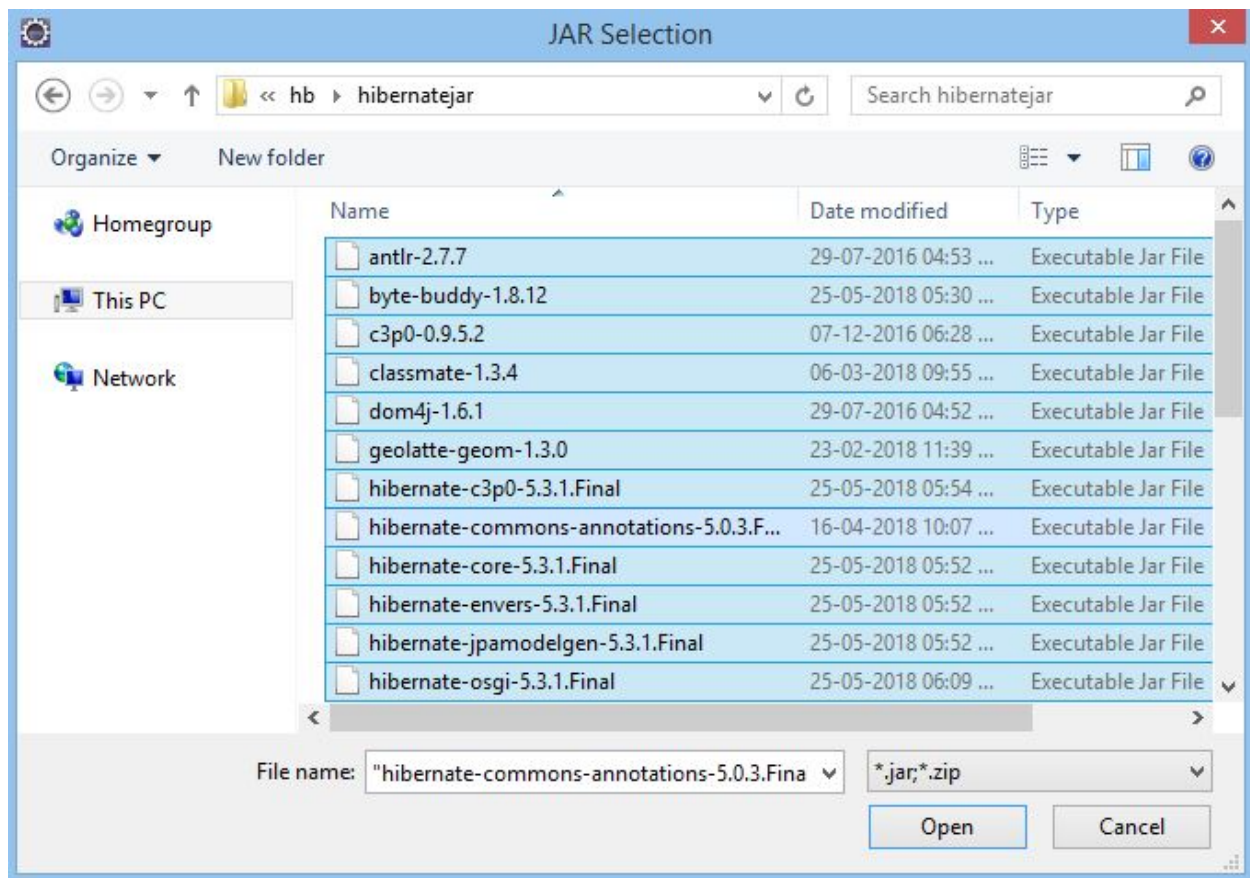 JAR Selection
« hb hibernatejar Search hibernatejar
Organize New folder
Homegroup
This PC
Network
Name Date modified Type
antlr-2.7.7 29-07-2016 04:53 ... Executable Jar File
byte-buddy-1.8.12 25-05-2018 05:30 ... Executable Jar File
c3p0-0.9.5.2 07-12-2016 06:28 ... Executable Jar File
classmate-1.3.4 06-03-2018 09:55 ... Executable Jar File
dom4j-1.6.1 29-07-2016 04:52 ... Executable Jar File
geolatte-geom-1.3.0 23-02-2018 11:39 ... Executable Jar File
hibernate-c3p0-5.3.1.Final 25-05-2018 05:54 ... Executable Jar File
hibernate-commons-annotations-5.0.3.F... 16-04-2018 10:07 ... Executable Jar File
hibernate-core-5.3.1.Final 25-05-2018 05:52 ... Executable Jar File
hibernate-envers-5.3.1.Final 25-05-2018 05:52 ... Executable Jar File
hibernate-jpamodelgen-5.3.1.Final 25-05-2018 05:52 ... Executable Jar File
hibernate-osgi-5.3.1.Final 25-05-2018 06:09 ... Executable Jar File
File name: "hibernate-commons-annotations-5.0.3.Fina *.jar;*.zip
Open Cancel